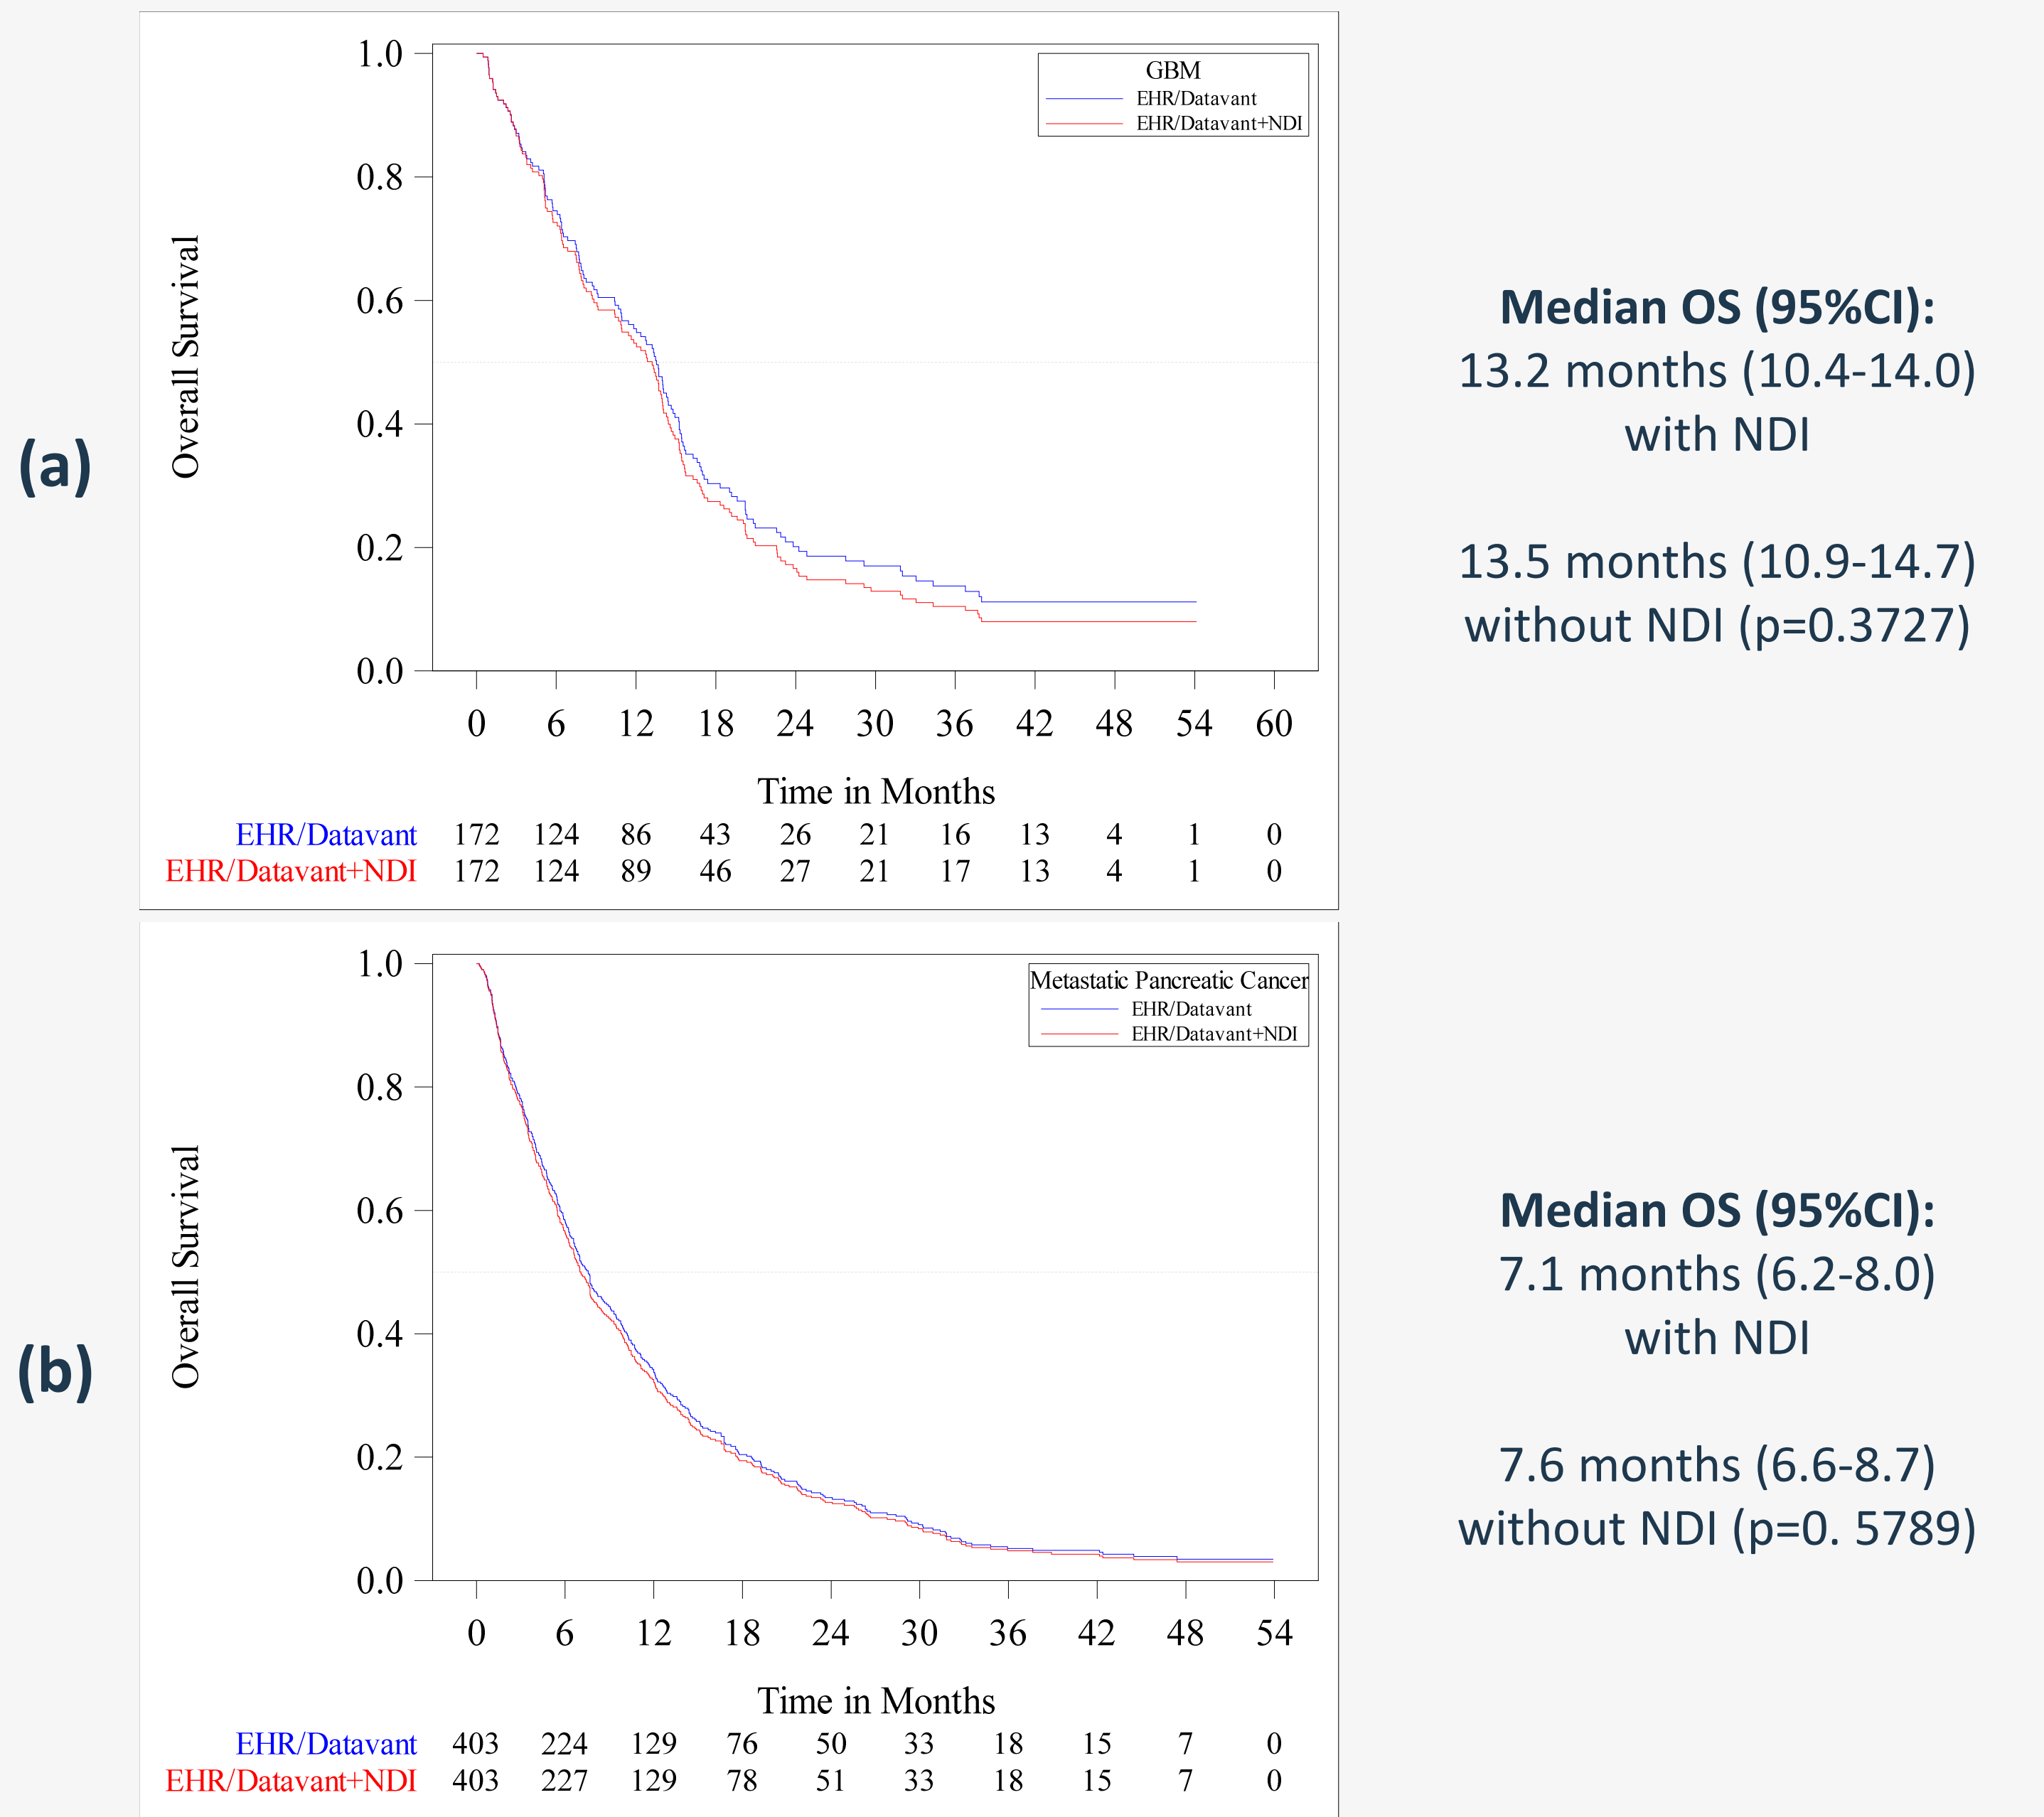 (a)
Overall Survival
1.0
0.8
0.6
0.4
0.2
0.0
GBM
EHR/Datavant
EHR/Datavant+NDI
0 6 12 18 24 30 36 42 48 54 60
Time in Months
EHR/Datavant 172 124 86 43 26 21 16 13 4 1 0
EHR/Datavant+NDI 172 124 89 46 27 21 17 13 4 1 0
Median OS (95%CI):
13.2 months (10.4-14.0)
with NDI
13.5 months (10.9-14.7)
without NDI (p=0.3727)
(b)
Overall Survival
1.0
0.8
0.6
0.4
0.2
0.0
Metastatic Pancreatic Cancer
EHR/Datavant
EHR/Datavant+NDI
0 6 12 18 24 30 36 42 48 54
Time in Months
EHR/Datavant 403 224 129 76 50 33 18 15 7 0
EHR/Datavant+NDI 403 227 129 78 51 33 18 15 7 0
Median OS (95%CI):
7.1 months (6.2-8.0)
with NDI
7.6 months (6.6-8.7)
without NDI (p=0. 5789)